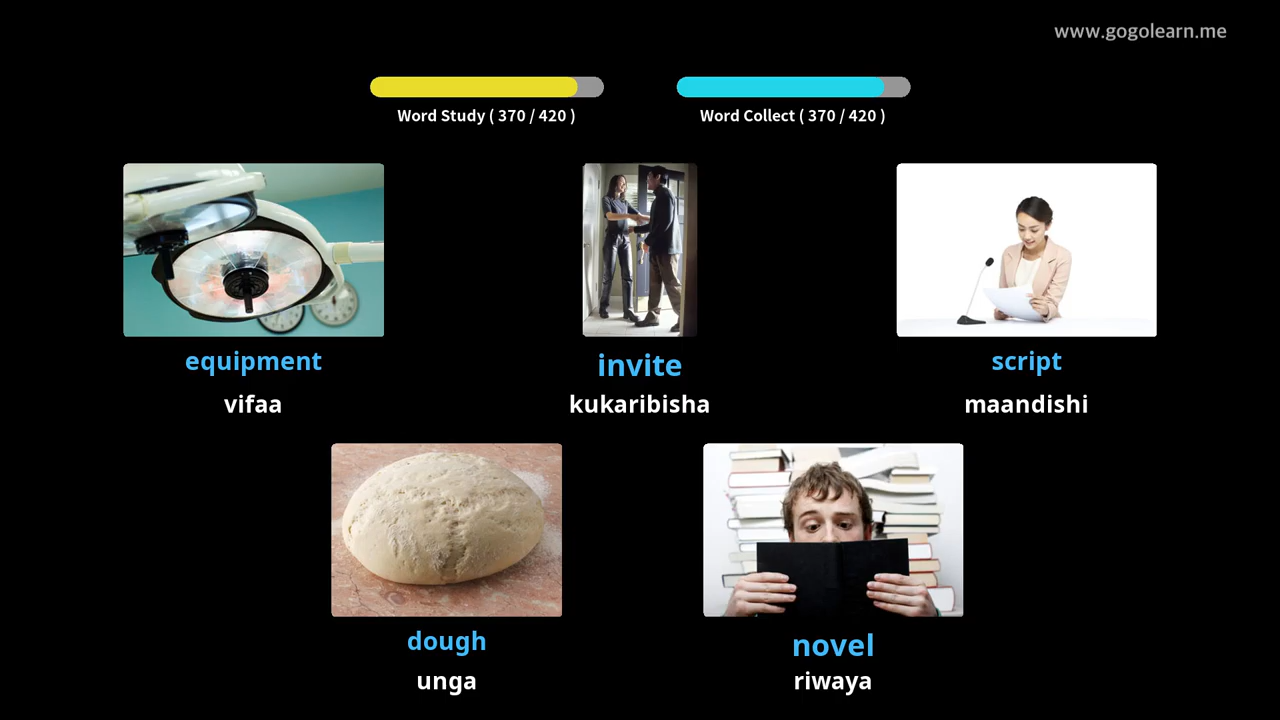 www.gogolearn.me
Word Study ( 370 / 420 )
Word Collect ( 370 / 420 )
equipment
vifaa
invite
kukaribisha
script
maandishi
dough
unga
novel
riwaya